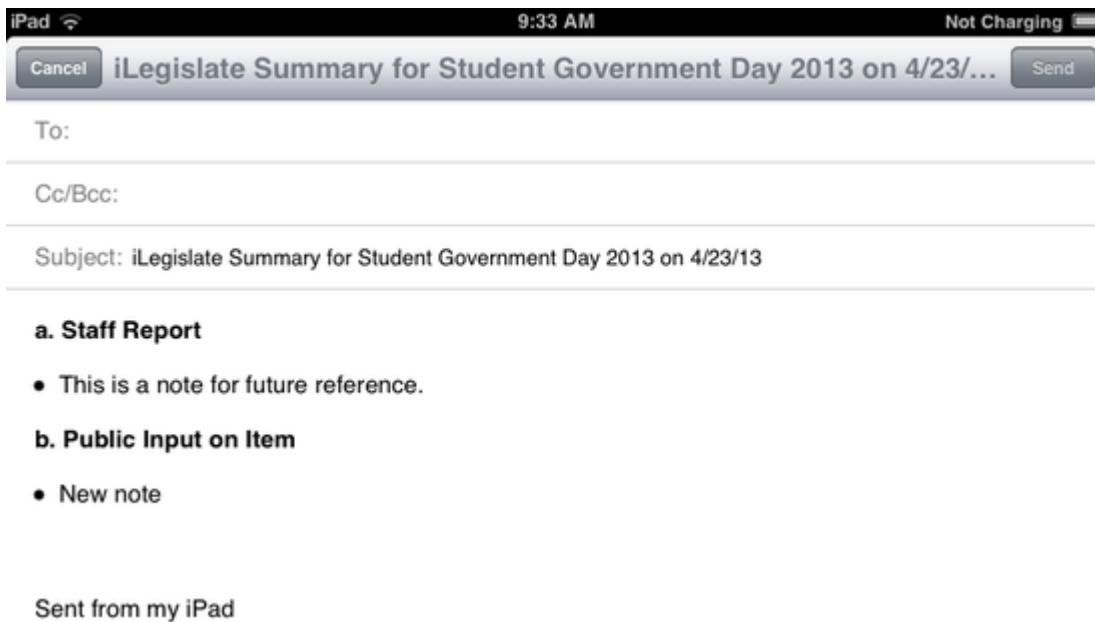 iPad 9:33 AM Not Charging
Cancel iLegislate Summary for Student Government Day 2013 on 4/23/... Send
To:
Cc/Bcc:
Subject: iLegislate Summary for Student Government Day 2013 on 4/23/13
a. Staff Report
• This is a note for future reference.
b. Public Input on Item
• New note
Sent from my iPad